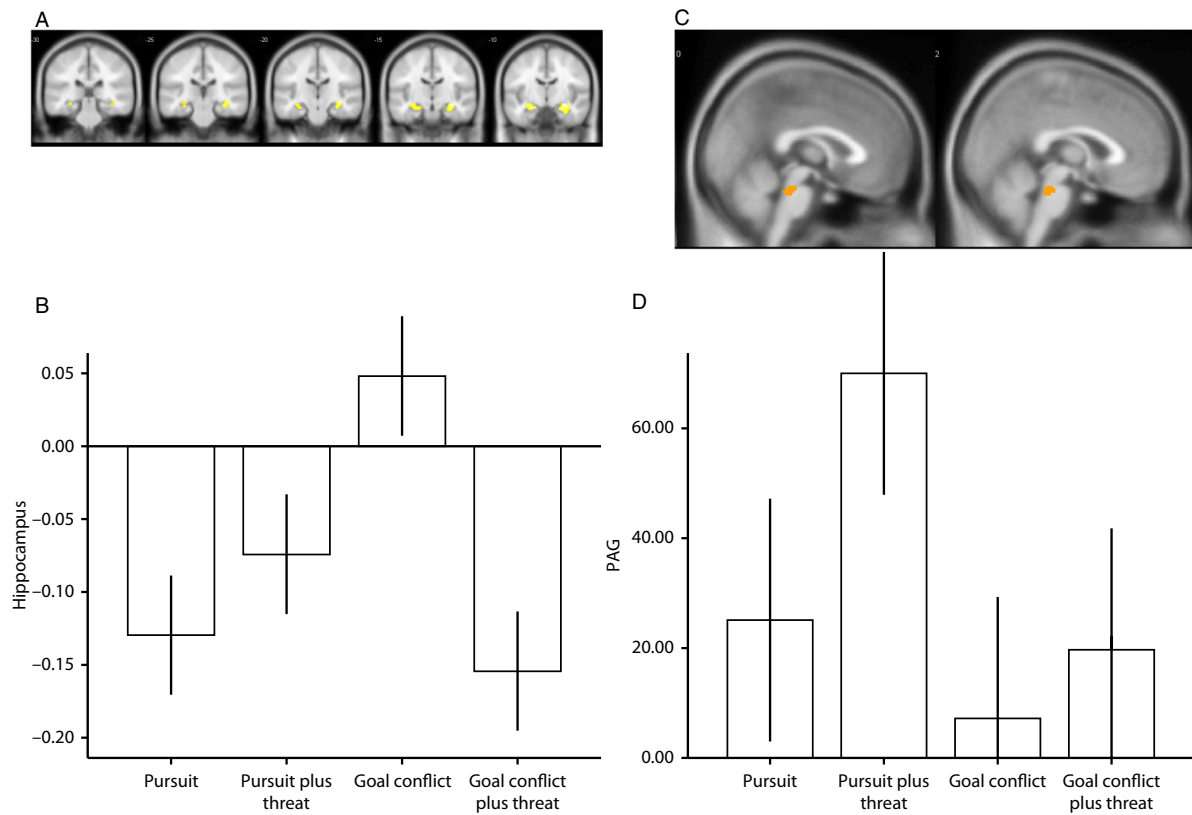 A
-30
-25
-20
-15
-10
C
0
2
B
0.05
0.00
−0.05
−0.10
−0.15
−0.20
Hippocampus
Pursuit
Pursuit plus
threat
Goal conflict
Goal conflict
plus threat
D
60.00
40.00
20.00
0.00
PAG
Pursuit
Pursuit plus
threat
Goal conflict
Goal conflict
plus threat